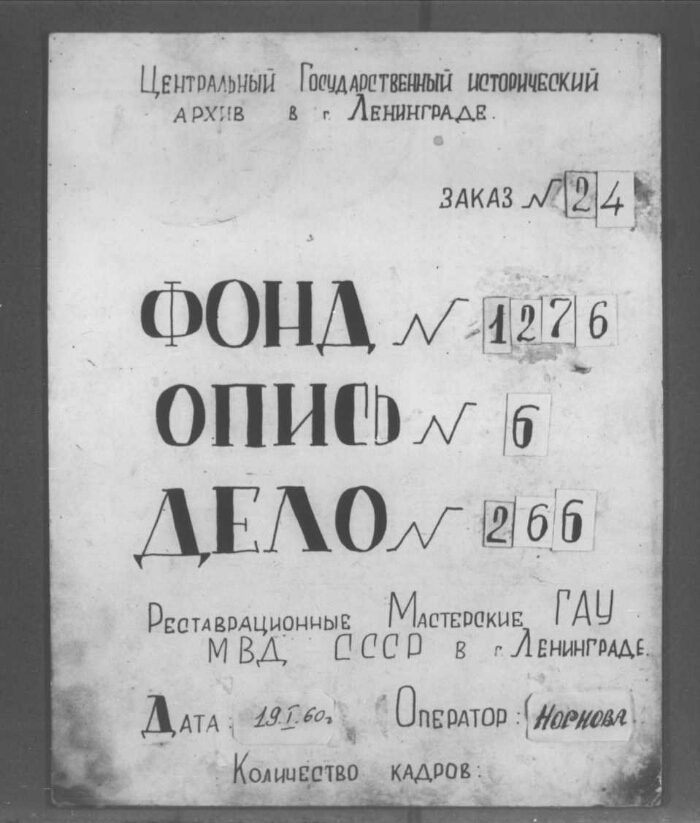 Центральный Государственный исторический
архив в г. Ленинграде.
заказ № 24
ФОНД № 1276
ОПИСЬ № 6
ДЕЛО № 266
Реставрационные Мастерские ГАУ
МВД СССР в г. Ленинграде.
Дата: 19.I.60г
Оператор: Норнова
Количество кадров: